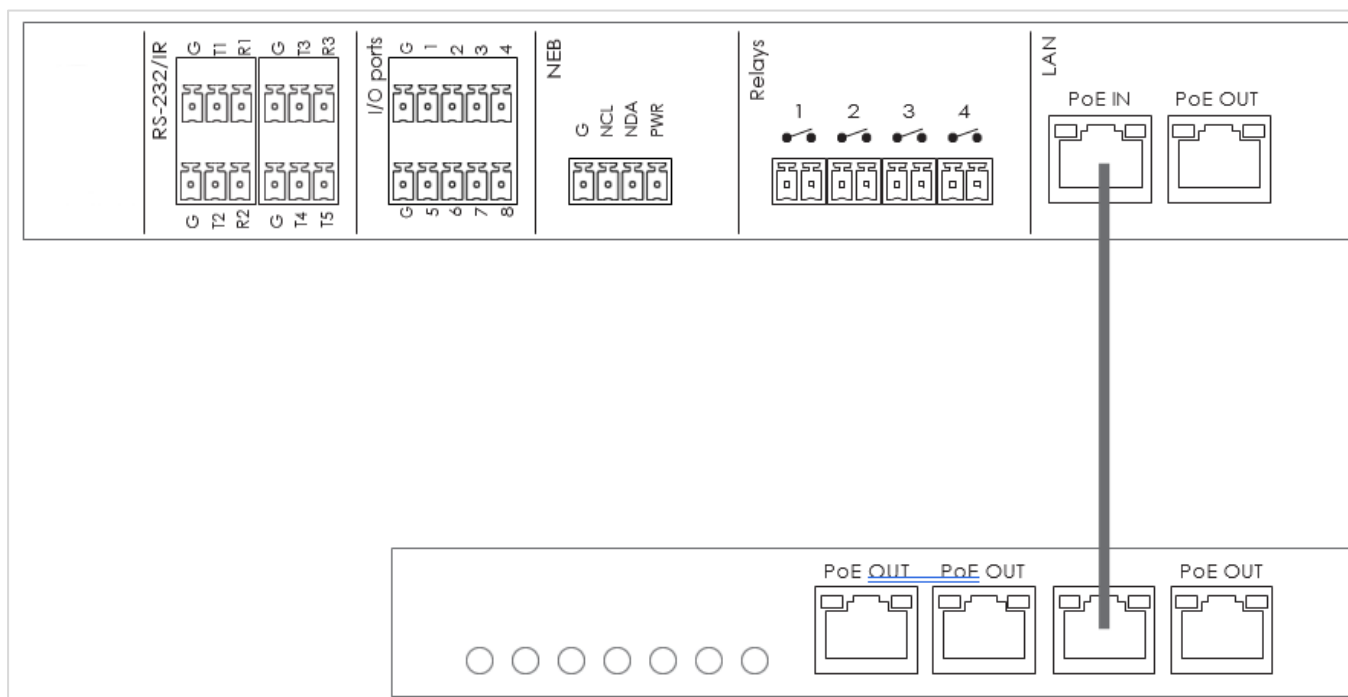 RS-232/IR
G T1 R1
G T3 R3
G T2 R2
G T4 T5
I/O ports
G 1 2 3 4
G 5 6 7 8
NEB
G NCL NDA PWR
Relays
1 2 3 4
LAN
PoE IN PoE OUT
PoE OUT PoE OUT PoE OUT